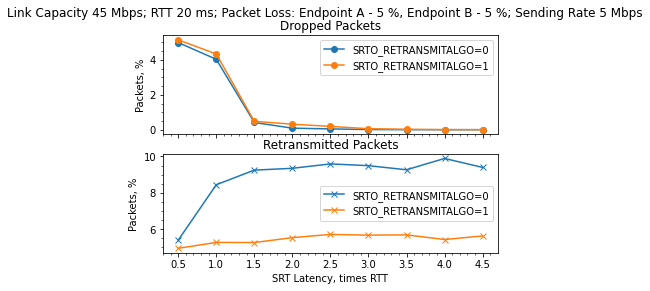 Link Capacity 45 Mbps; RTT 20 ms; Packet Loss: Endpoint A - 5 %, Endpoint B - 5 %; Sending Rate 5 Mbps
Dropped Packets
Packets, %
4
2
0
SRTO_RETRANSMITALGO=0
SRTO_RETRANSMITALGO=1
Retransmitted Packets
Packets, %
10
8
6
SRTO_RETRANSMITALGO=0
SRTO_RETRANSMITALGO=1
0.5 1.0 1.5 2.0 2.5 3.0 3.5 4.0 4.5
SRT Latency, times RTT